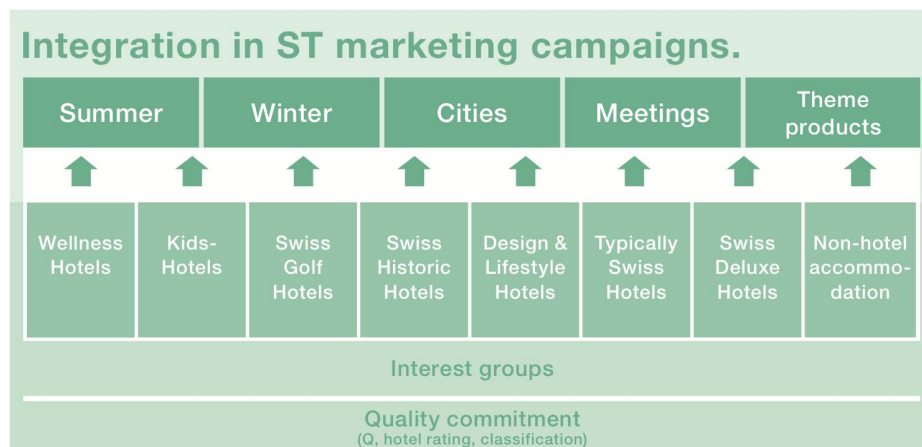 Integration in ST marketing campaigns.
Summer
Winter
Cities
Meetings
Theme
products
Wellness
Hotels
Kids-
Hotels
Swiss
Golf
Hotels
Swiss
Historic
Hotels
Design &
Lifestyle
Hotels
Typically
Swiss
Hotels
Swiss
Deluxe
Hotels
Non-hotel
accommo-
dation
Interest groups
Quality commitment
(Q, hotel rating, classification)